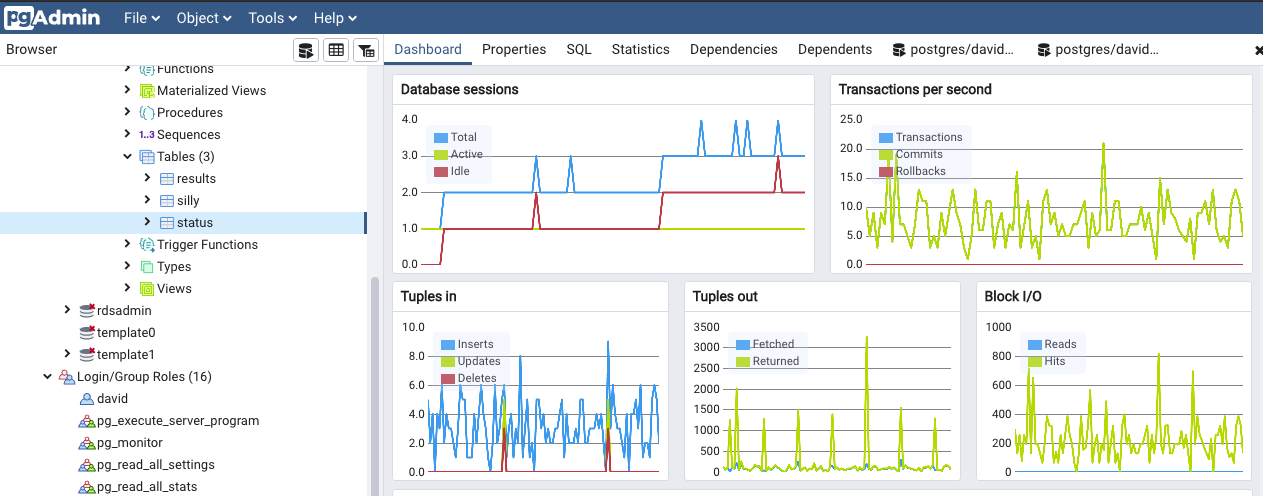 pgAdmin File Object Tools Help
Browser
Dashboard Properties SQL Statistics Dependencies Dependents postgres/david... postgres/david...
Functions
Materialized Views
Procedures
1..3 Sequences
Tables (3)
results
silly
status
Trigger Functions
Types
Views
rdsadmin
template0
template1
Login/Group Roles (16)
david
pg_execute_server_program
pg_monitor
pg_read_all_settings
pg_read_all_stats
Database sessions
4.0
3.0
2.0
1.0
0.0
Total
Active
Idle
Transactions per second
25.0
20.0
15.0
10.0
5.0
0.0
Transactions
Commits
Rollbacks
Tuples in
10.0
8.0
6.0
4.0
2.0
0.0
Inserts
Updates
Deletes
Tuples out
3500
3000
2500
2000
1500
1000
500
0
Fetched
Returned
Block I/O
1000
800
600
400
200
0
Reads
Hits